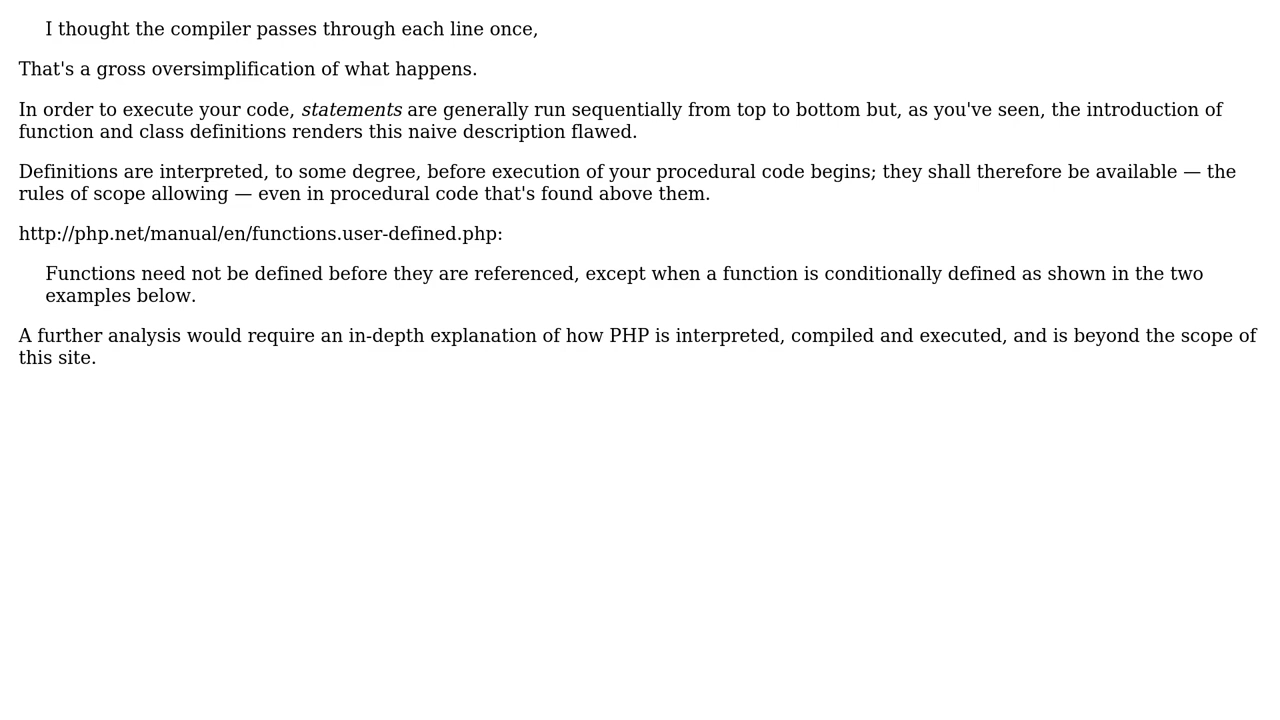 I thought the compiler passes through each line once,
That's a gross oversimplification of what happens.
In order to execute your code, statements are generally run sequentially from top to bottom but, as you've seen, the introduction of
function and class definitions renders this naive description flawed.
Definitions are interpreted, to some degree, before execution of your procedural code begins; they shall therefore be available — the
rules of scope allowing — even in procedural code that's found above them.
http://php.net/manual/en/functions.user-defined.php:
Functions need not be defined before they are referenced, except when a function is conditionally defined as shown in the two
examples below.
A further analysis would require an in-depth explanation of how PHP is interpreted, compiled and executed, and is beyond the scope of
this site.